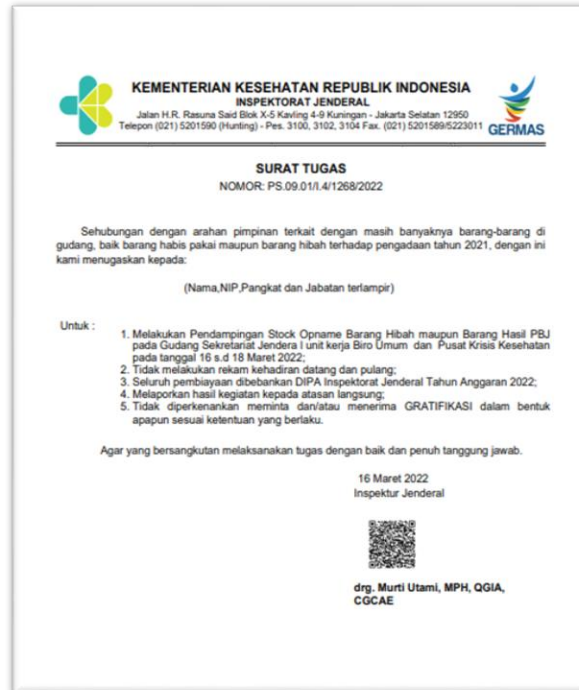 KEMENTERIAN KESEHATAN REPUBLIK INDONESIA
INSPEKTORAT JENDERAL
Jalan H.R. Rasuna Said Blok X-5 Kavling 4-9 Kuningan - Jakarta Selatan 12950
Telepon (021) 5201590 (Hunting) - Pes. 3100, 3102, 3104 Fax. (021) 5201589/5223011
GERMAS
SURAT TUGAS
NOMOR: PS.09.01/I.4/1268/2022
Sehubungan dengan arahan pimpinan terkait dengan masih banyaknya barang-barang di
gudang, baik barang habis pakai maupun barang hibah terhadap pengadaan tahun 2021, dengan ini
kami menugaskan kepada:
(Nama,NIP,Pangkat dan Jabatan terlampir)
Untuk :
1. Melakukan Pendampingan Stock Opname Barang Hibah maupun Barang Hasil PBJ
pada Gudang Sekretariat Jendera l unit kerja Biro Umum dan Pusat Krisis Kesehatan
pada tanggal 16 s.d 18 Maret 2022;
2. Tidak melakukan rekam kehadiran datang dan pulang;
3. Seluruh pembiayaan dibebankan DIPA Inspektorat Jenderal Tahun Anggaran 2022;
4. Melaporkan hasil kegiatan kepada atasan langsung;
5. Tidak diperkenankan meminta dan/atau menerima GRATIFIKASI dalam bentuk
apapun sesuai ketentuan yang berlaku.
Agar yang bersangkutan melaksanakan tugas dengan baik dan penuh tanggung jawab.
16 Maret 2022
Inspektur Jenderal
drg. Murti Utami, MPH, QGIA,
CGCAE